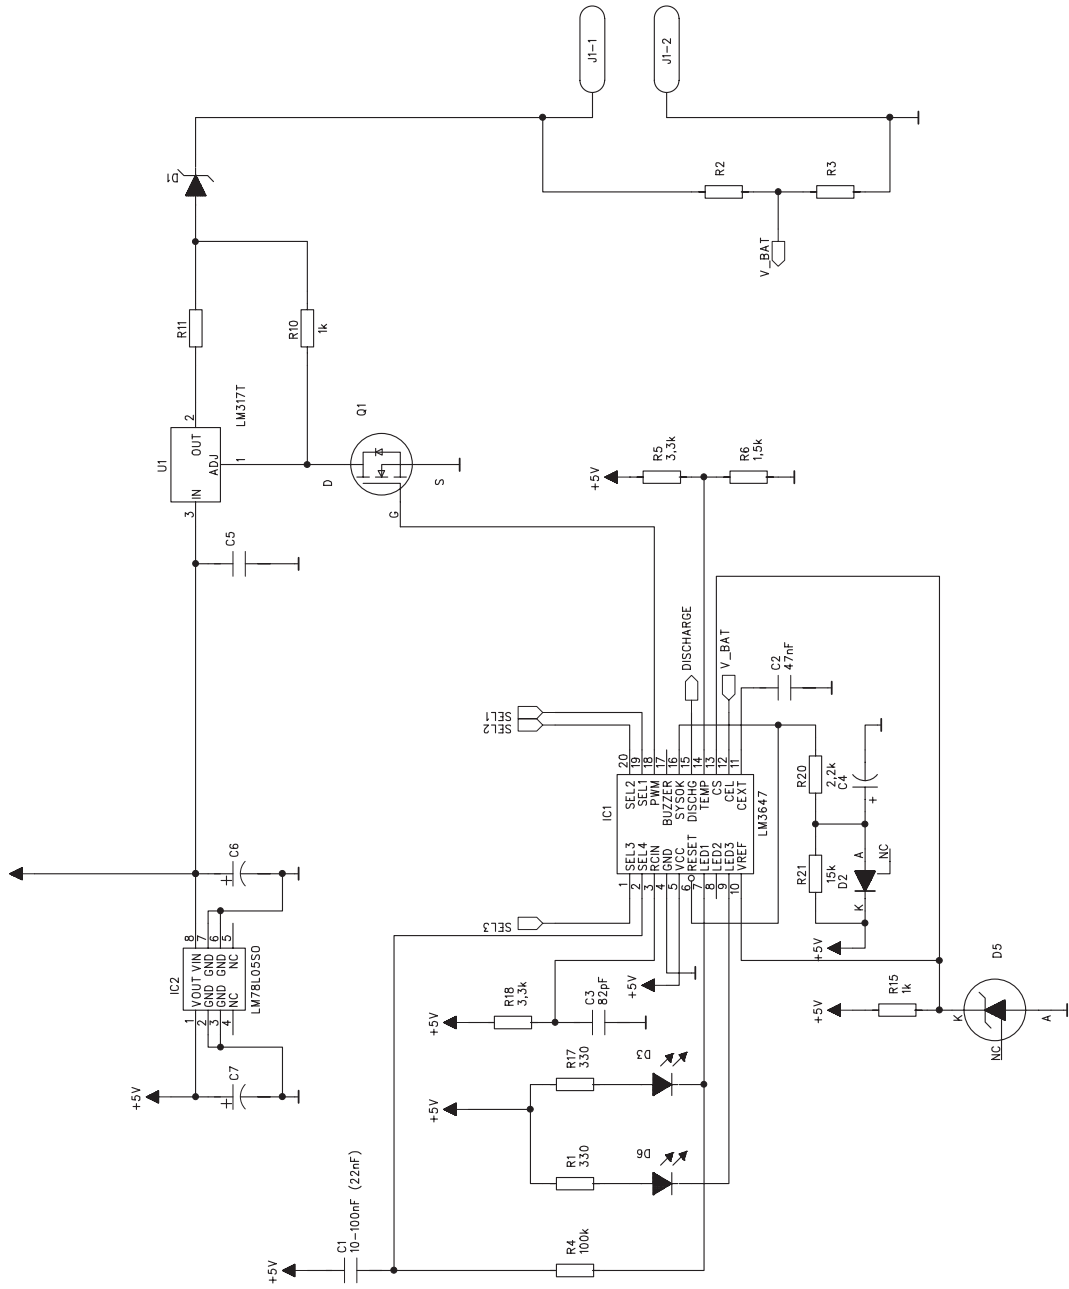 J1-1
J1-2
D1
R2
R3
V_BAT
R11
R10
1k
LM317T
U1
IN
OUT
ADJ
3
2
1
Q1
D
S
G
C5
+5V
R5
3,3k
R6
1,5k
DISCHARGE
V_BAT
C2
47nF
SEL1
SEL2
IC1
LM3647
20
19
18
17
16
15
14
13
12
11
SEL2
SEL1
PWM
BUZZER
SYSOK
DISCHG
TEMP
CS
CEL
CEXT
SEL3
SEL4
RCIN
GND
VCC
RESET
LED1
LED2
LED3
VREF
1
2
3
4
5
6
7
8
9
10
R20
2,2k
C4
+
R21
15k
D2
A
K
NC
+5V
C6
+
IC2
LM78L05SO
8
7
6
5
VIN
GND
GND
NC
VOUT
GND
GND
NC
1
2
3
4
SEL3
+5V
C7
+
+5V
R18
3,3k
C3
82pF
+5V
+5V
R15
1k
D5
K
A
NC
+5V
R17
330
D3
R1
330
D6
+5V
C1
10-100nF (22nF)
R4
100k